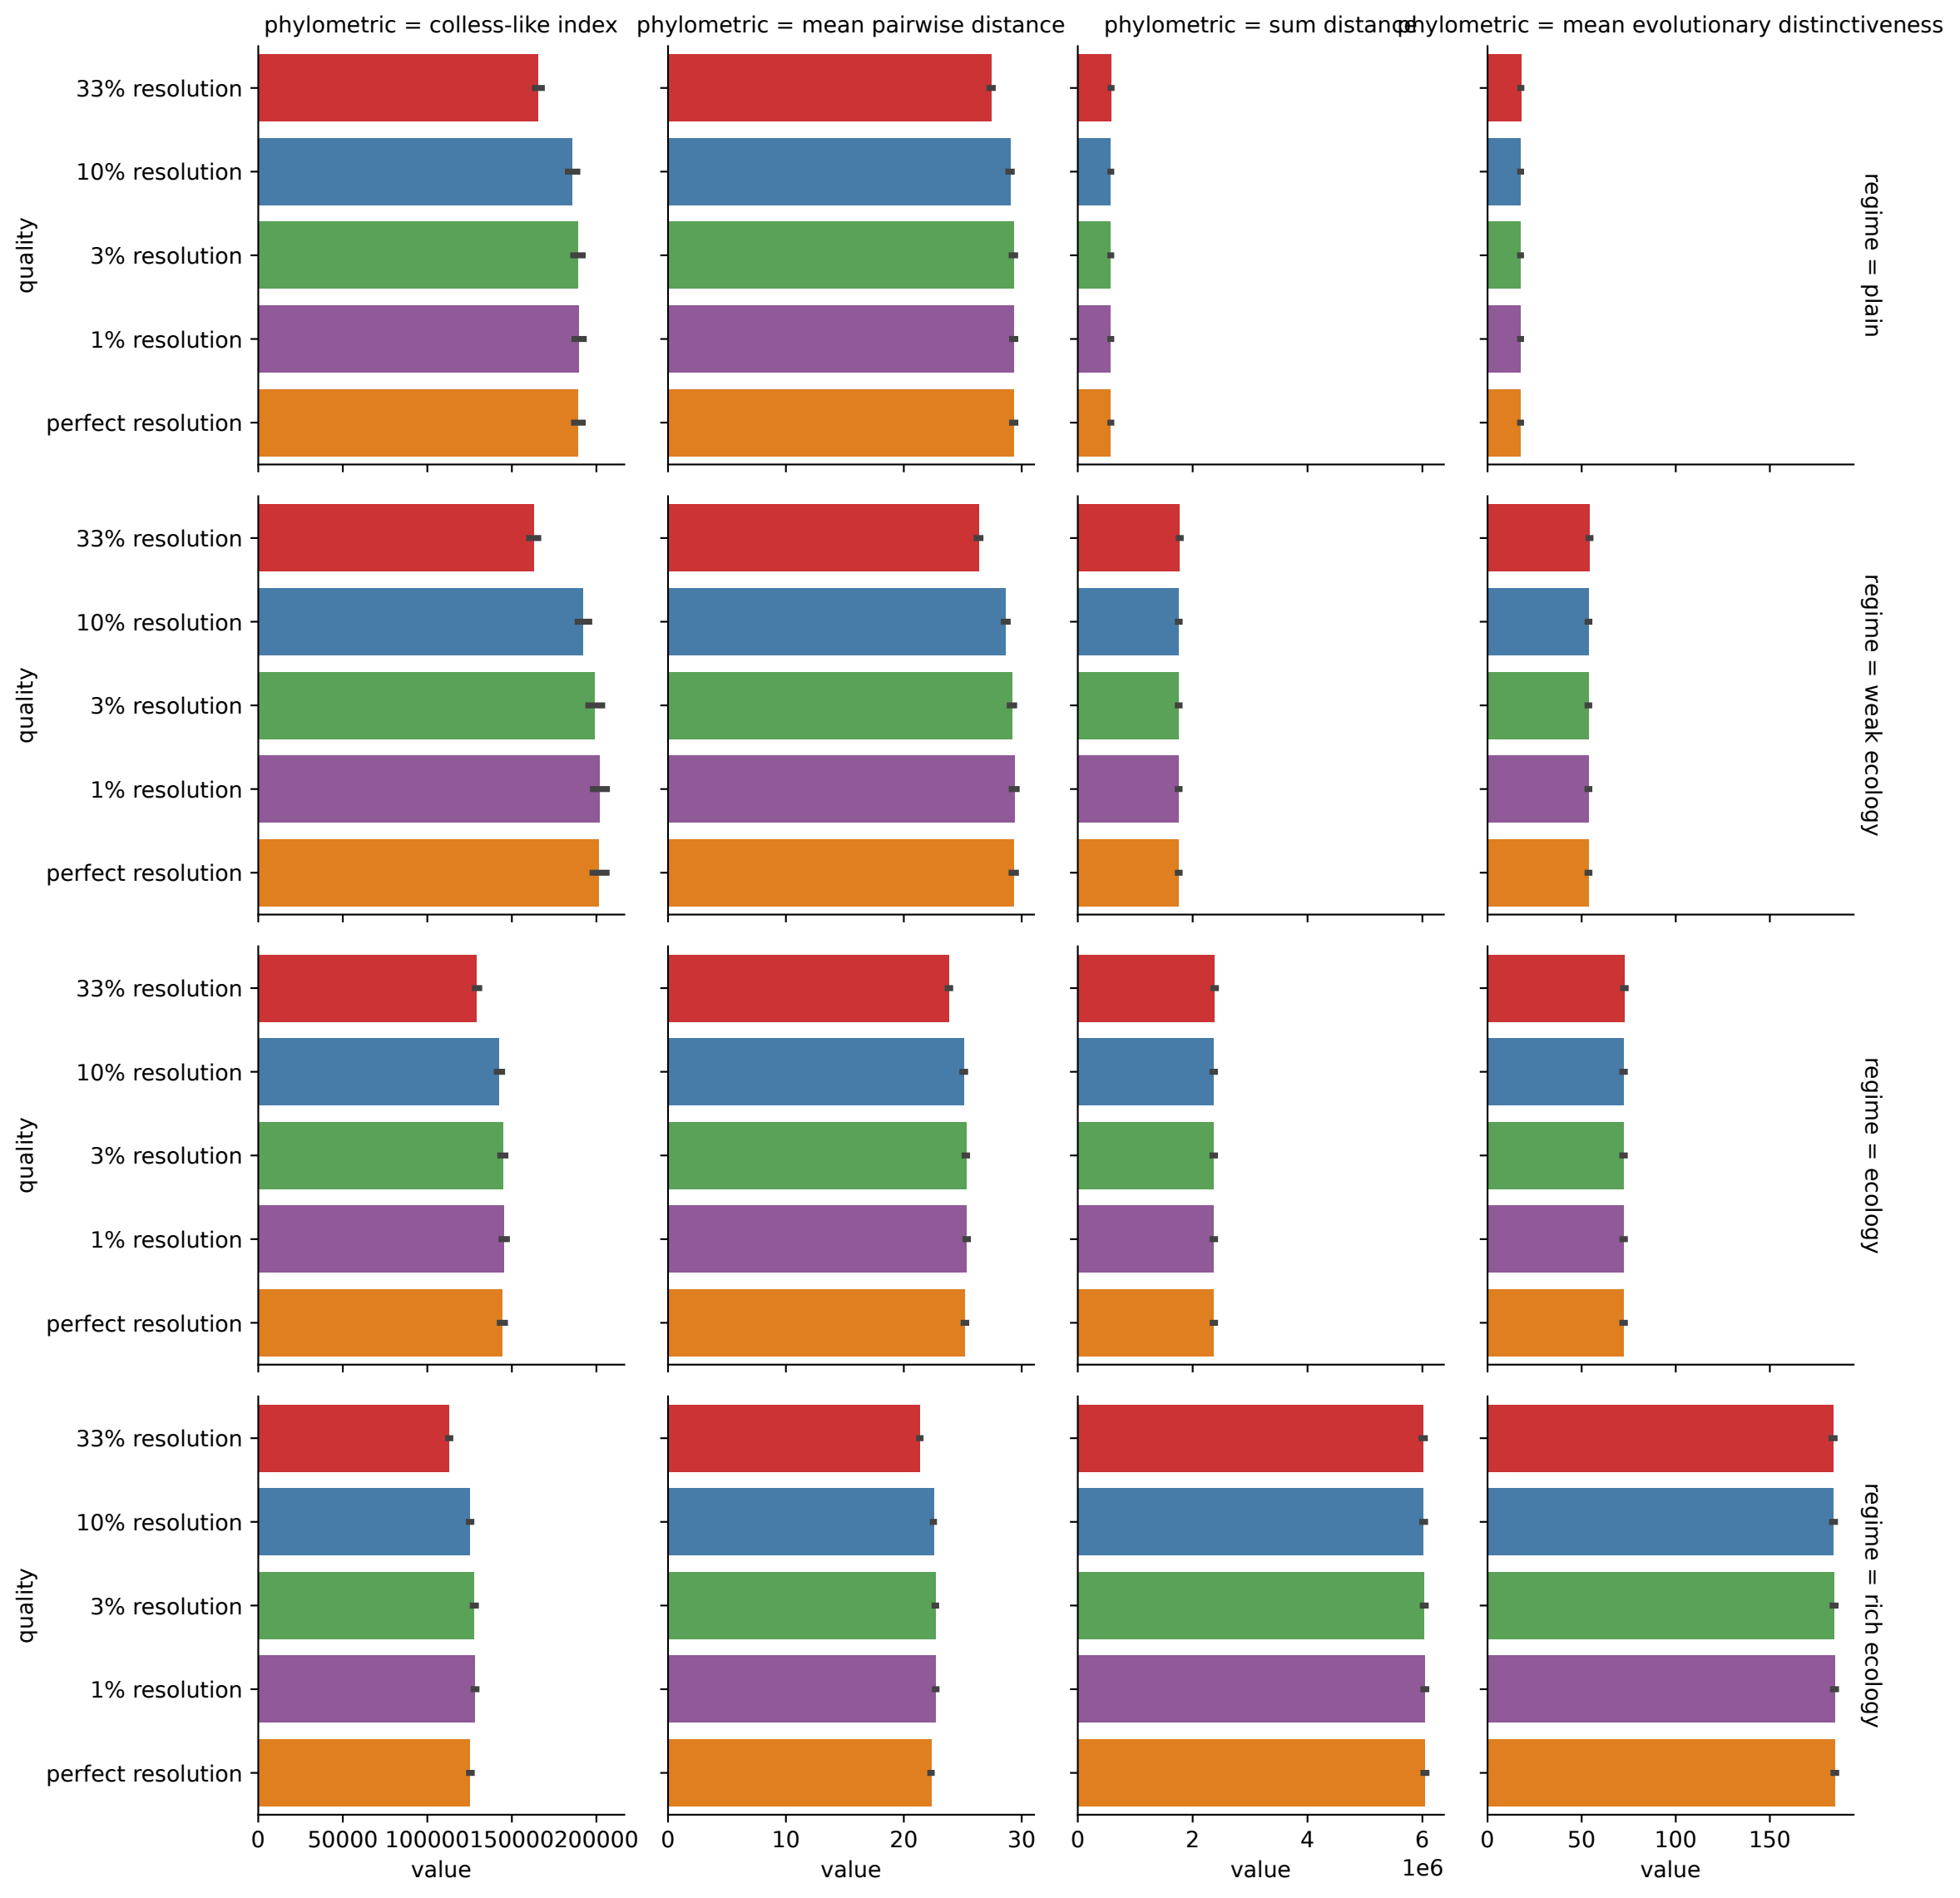 phylometric = colless-like index
phylometric = mean pairwise distance
phylometric = sum distance
phylometric = mean evolutionary distinctiveness
quality
33% resolution
10% resolution
3% resolution
1% resolution
perfect resolution
regime = plain
quality
33% resolution
10% resolution
3% resolution
1% resolution
perfect resolution
regime = weak ecology
quality
33% resolution
10% resolution
3% resolution
1% resolution
perfect resolution
regime = ecology
quality
33% resolution
10% resolution
3% resolution
1% resolution
perfect resolution
regime = rich ecology
0 50000 100000 150000 200000
value
0 10 20 30
value
0 2 4 6
1e6
value
0 50 100 150
value